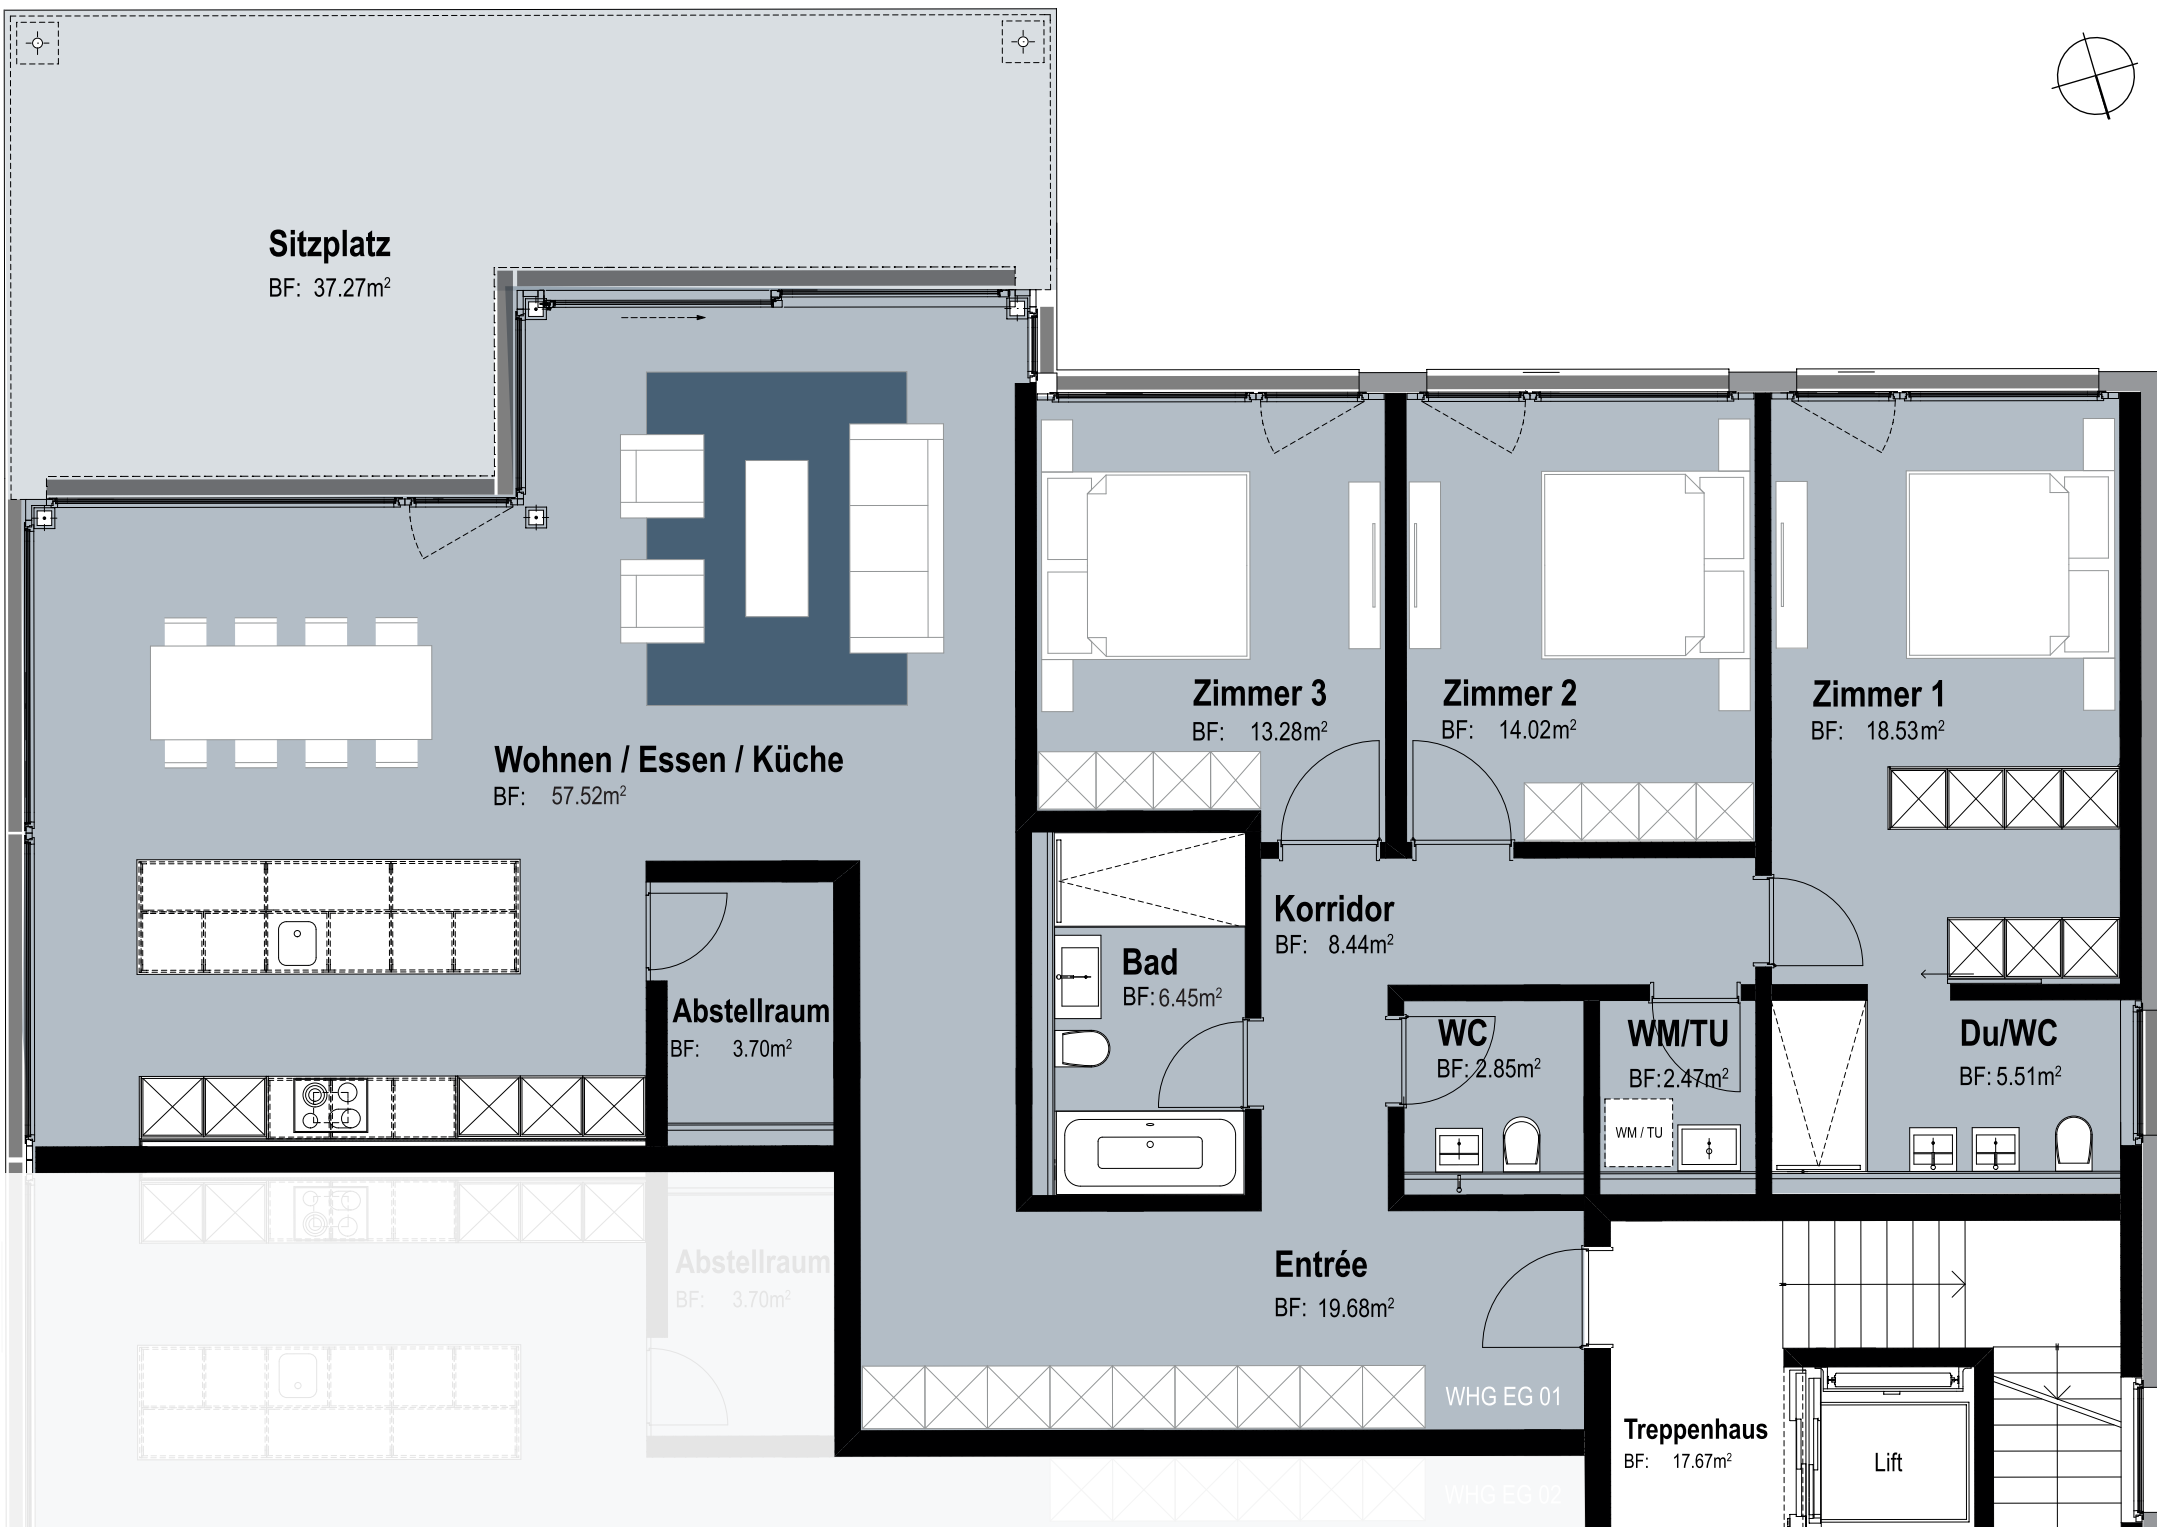 Sitzplatz
BF: 37.27m²
Wohnen / Essen / Küche
BF: 57.52m²
Zimmer 3
BF: 13.28m²
Zimmer 2
BF: 14.02m²
Zimmer 1
BF: 18.53m²
Korridor
BF: 8.44m²
Bad
BF: 6.45m²
Abstellraum
BF: 3.70m²
WC
BF: 2.85m²
WM/TU
BF: 2.47m²
WM / TU
Du/WC
BF: 5.51m²
Entrée
BF: 19.68m²
Abstellraum
BF: 3.70m²
WHG EG 01
Treppenhaus
BF: 17.67m²
Lift
WHG EG 02